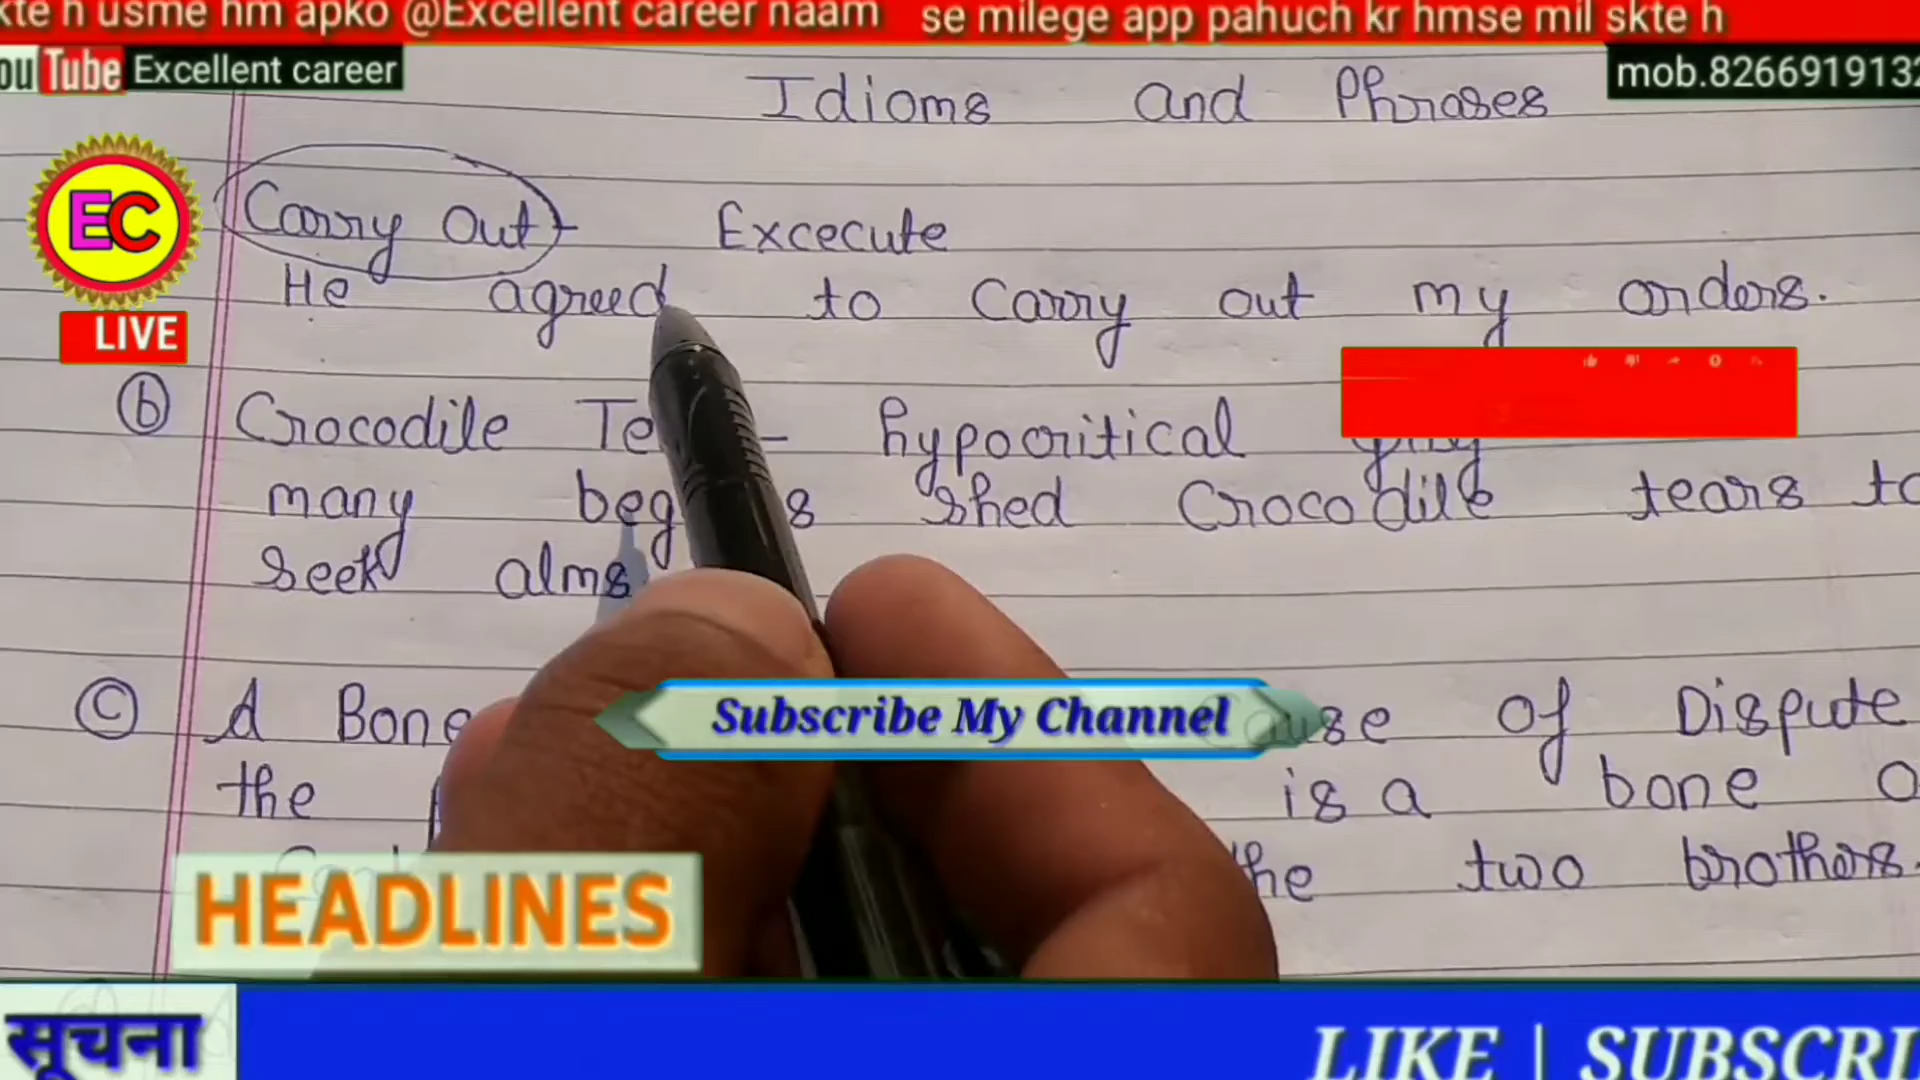 kte h usme hm apko @Excellent career naam se milege app pahuch kr hmse mil skte h
ou Tube Excellent career
mob.826691913
Idioms and Phrases
EC
LIVE
Carry Out - Excecute
He agreed to Carry out my orders.
b Crocodile Te - hypocritical
many beg s shed Crocodile tears to
seek alms
C A Bone Cause of Dispute
the is a bone o
the two brothers.
Subscribe My Channel
HEADLINES
सूचना
LIKE | SUBSCRI